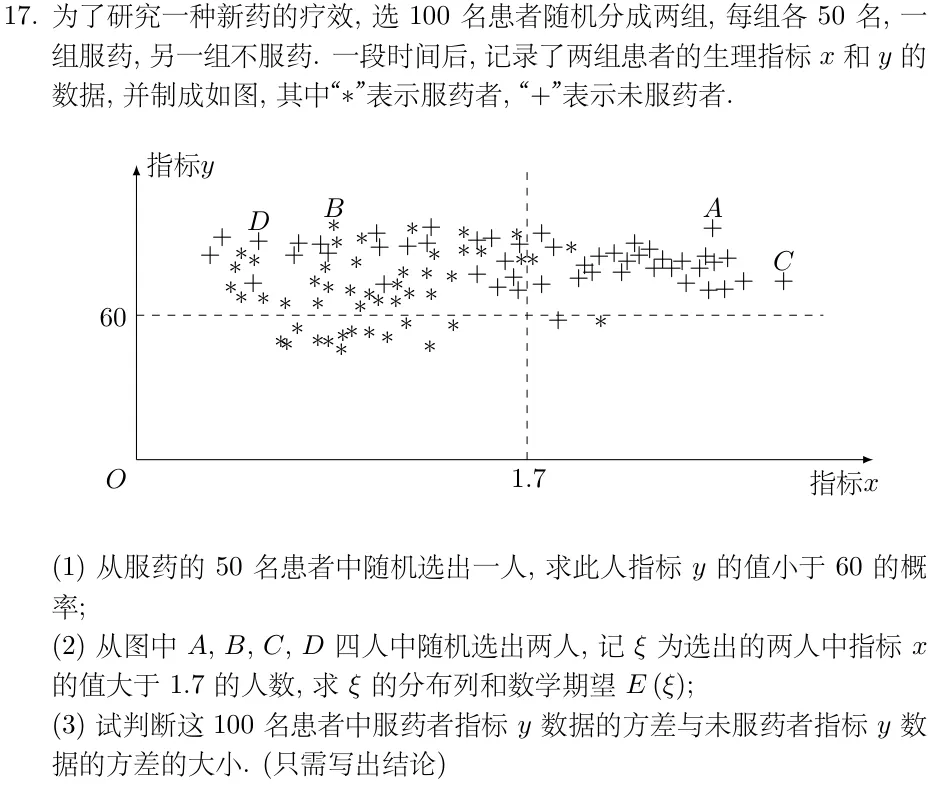 17. 为了研究一种新药的疗效, 选 100 名患者随机分成两组, 每组各 50 名, 一
组服药, 另一组不服药. 一段时间后, 记录了两组患者的生理指标 x 和 y 的
数据, 并制成如图, 其中“*”表示服药者, “+”表示未服药者.
指标y
D B A
C
60
O 1.7 指标x
(1) 从服药的 50 名患者中随机选出一人, 求此人指标 y 的值小于 60 的概
率;
(2) 从图中 A, B, C, D 四人中随机选出两人, 记 ξ 为选出的两人中指标 x
的值大于 1.7 的人数, 求 ξ 的分布列和数学期望 E (ξ);
(3) 试判断这 100 名患者中服药者指标 y 数据的方差与未服药者指标 y 数
据的方差的大小. (只需写出结论)